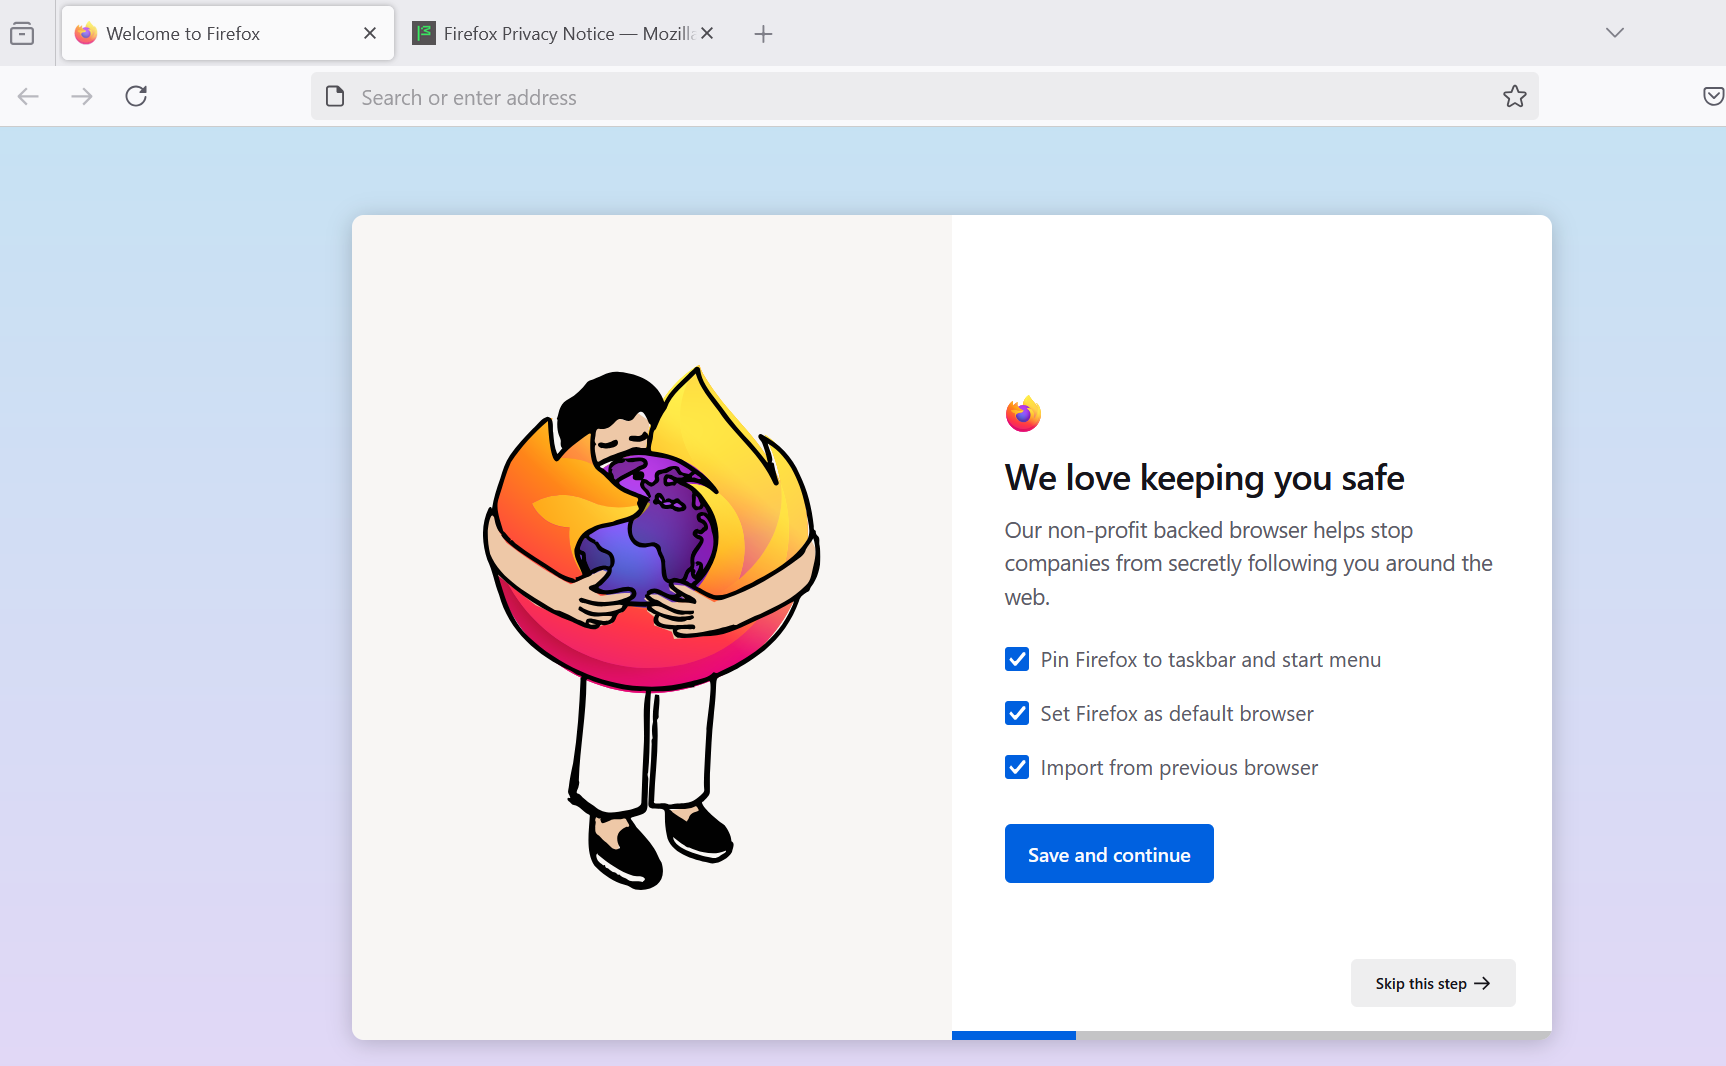 Welcome to Firefox
Firefox Privacy Notice — Mozilla
Search or enter address
We love keeping you safe
Our non-profit backed browser helps stop
companies from secretly following you around the
web.
Pin Firefox to taskbar and start menu
Set Firefox as default browser
Import from previous browser
Save and continue
Skip this step